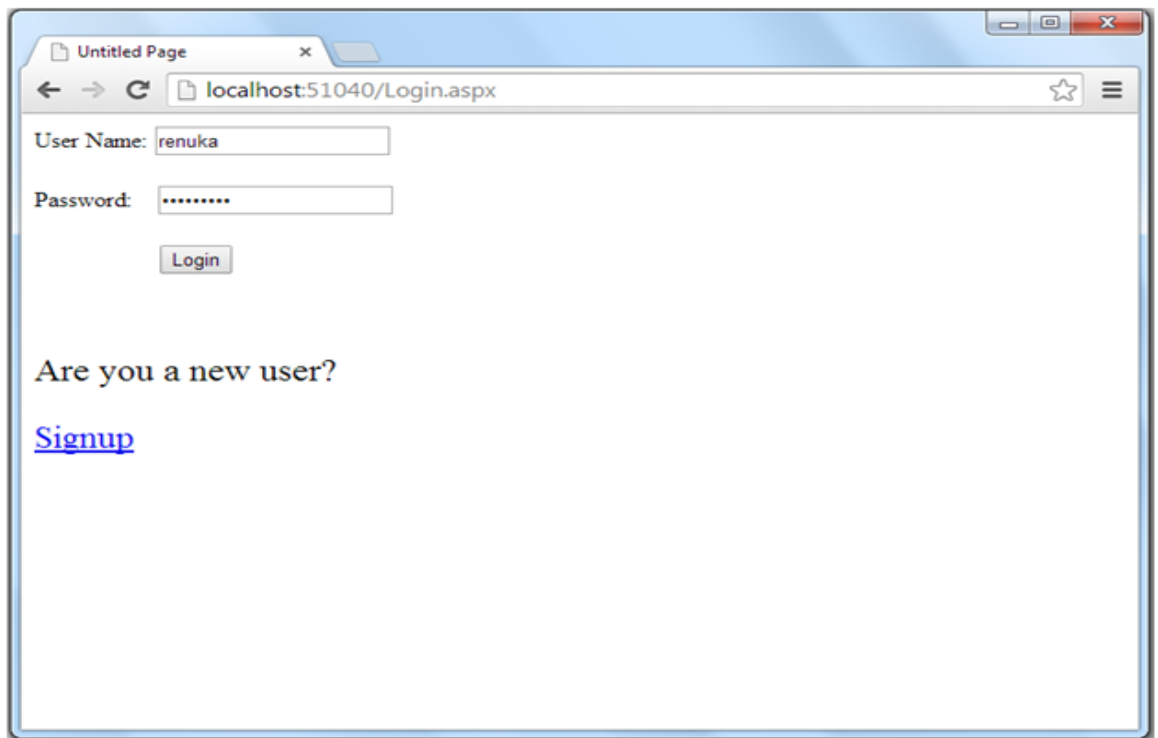 Untitled Page
localhost:51040/Login.aspx
User Name: renuka
Password: •••••••••
Login
Are you a new user?
Signup